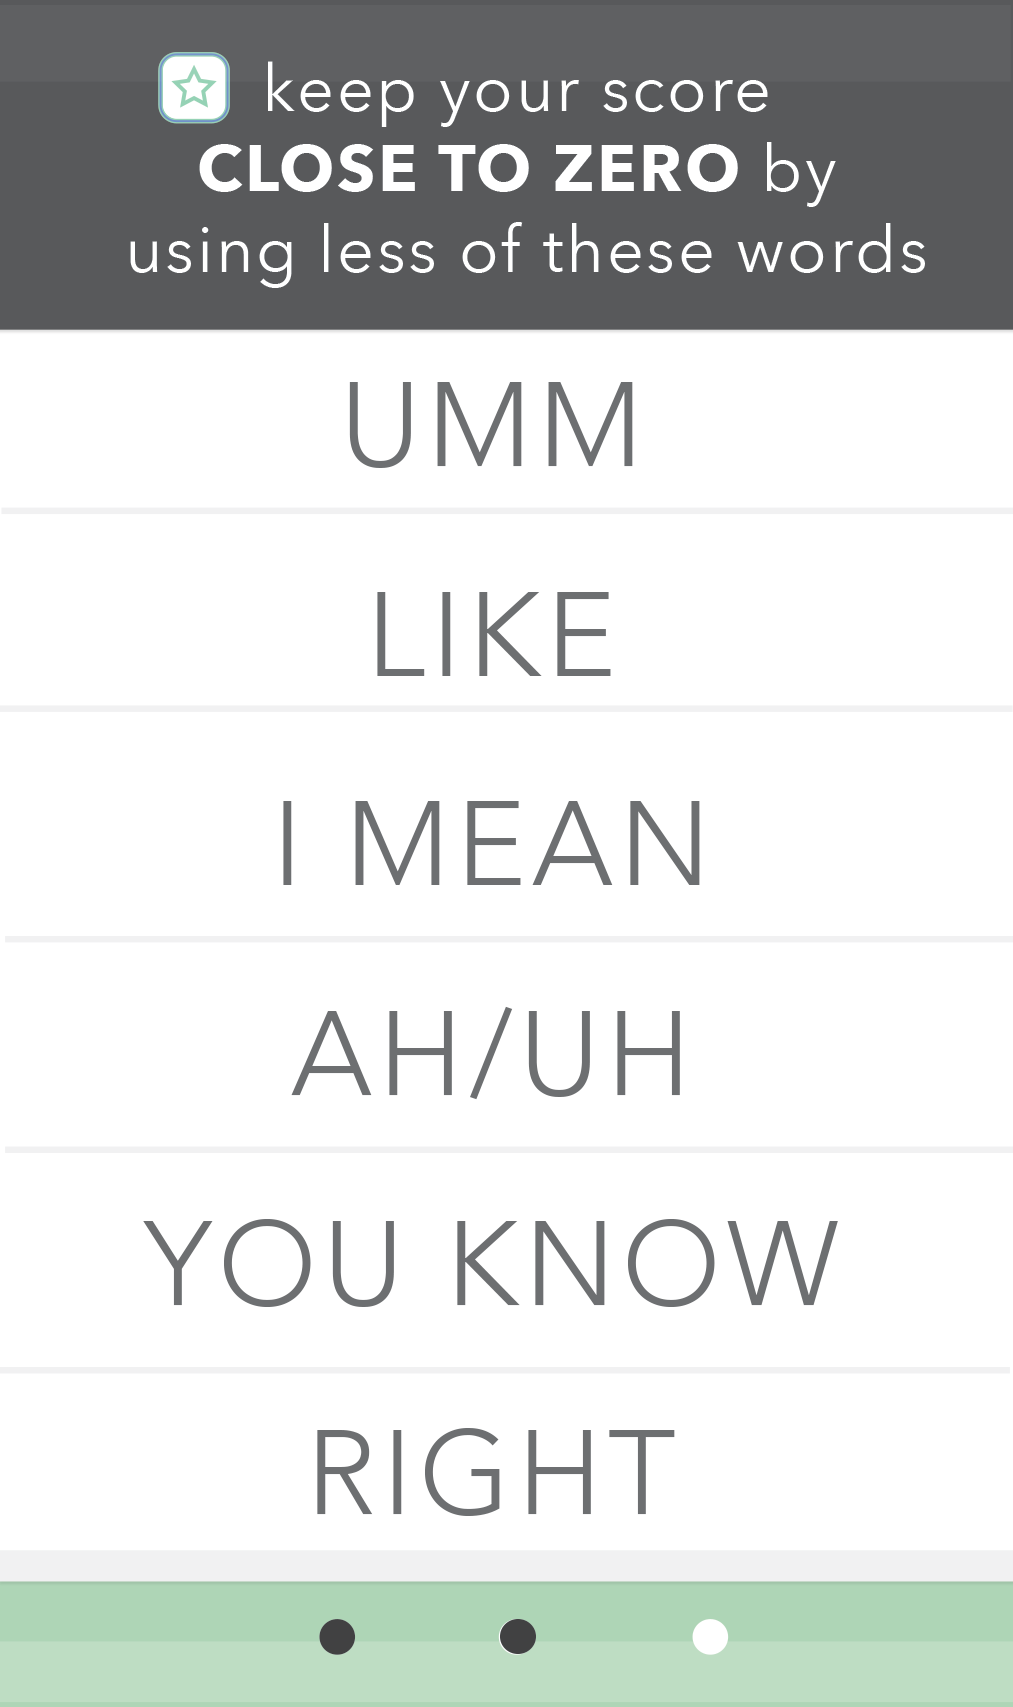 keep your score
CLOSE TO ZERO by
using less of these words
UMM
LIKE
I MEAN
AH/UH
YOU KNOW
RIGHT